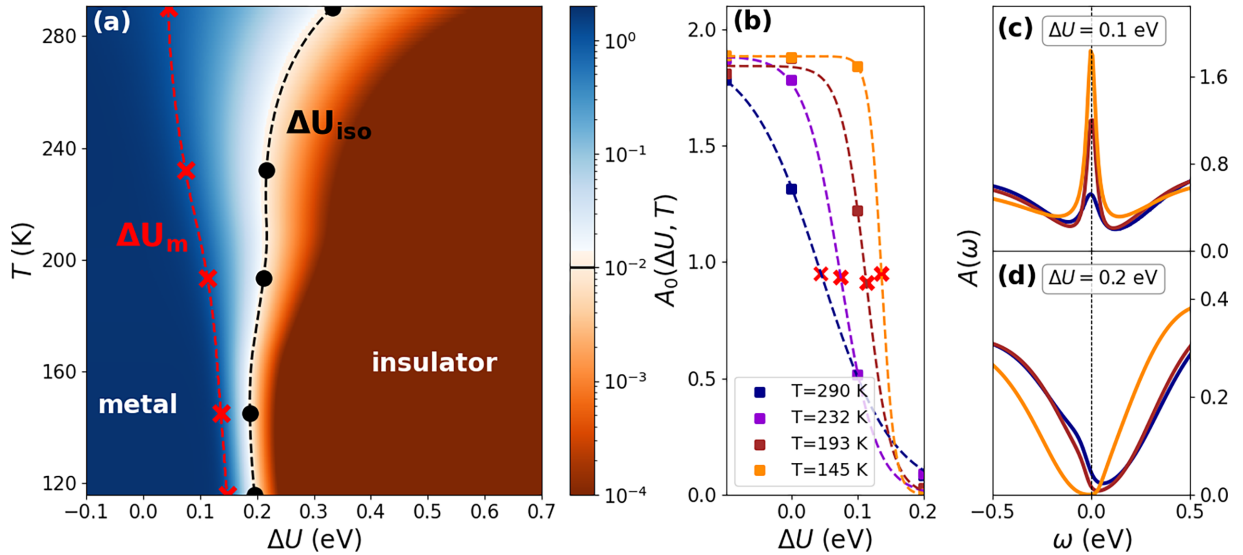 (a)
280
240
200
160
120
T (K)
ΔU_iso
ΔU_m
metal
insulator
−0.1 0.0 0.1 0.2 0.3 0.4 0.5 0.6 0.7
ΔU (eV)
10⁰
10⁻¹
10⁻²
10⁻³
10⁻⁴
(b)
2.0
1.5
1.0
0.5
0.0
A₀(ΔU, T)
T=290 K
T=232 K
T=193 K
T=145 K
0.0 0.1 0.2
ΔU (eV)
(c)
ΔU = 0.1 eV
1.6
0.8
0.0
A(ω)
(d)
ΔU = 0.2 eV
0.4
0.2
0.0
−0.5 0.0 0.5
ω (eV)